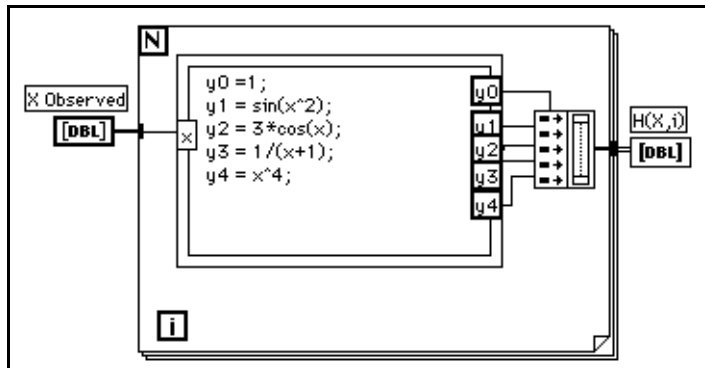 N
X Observed
[DBL]
x
y0 =1;
y1 = sin(x^2);
y2 = 3*cos(x);
y3 = 1/(x+1);
y4 = x^4;
y0
y1
y2
y3
y4
H(X,i)
[DBL]
i